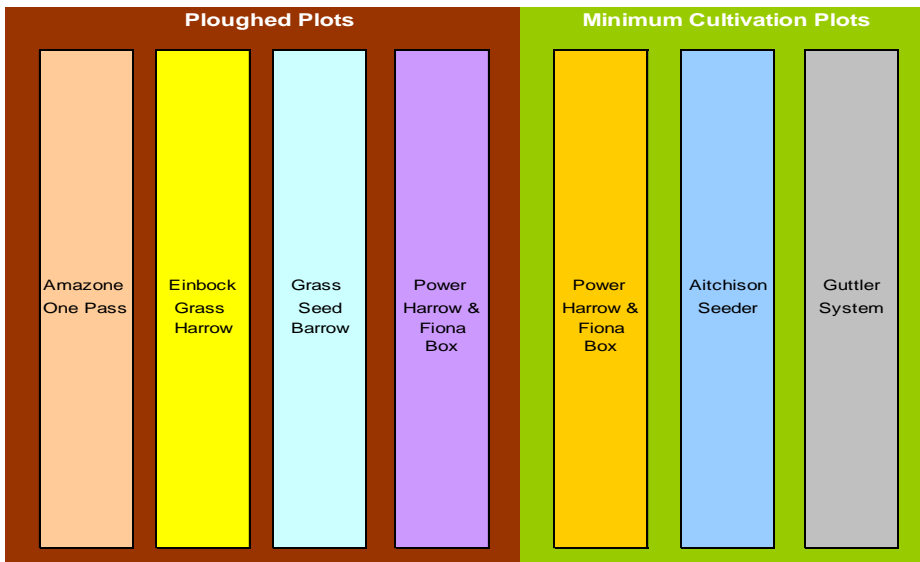 Ploughed Plots
Minimum Cultivation Plots
Amazone
One Pass
Einbock
Grass
Harrow
Grass
Seed
Barrow
Power
Harrow &
Fiona
Box
Power
Harrow &
Fiona
Box
Aitchison
Seeder
Guttler
System